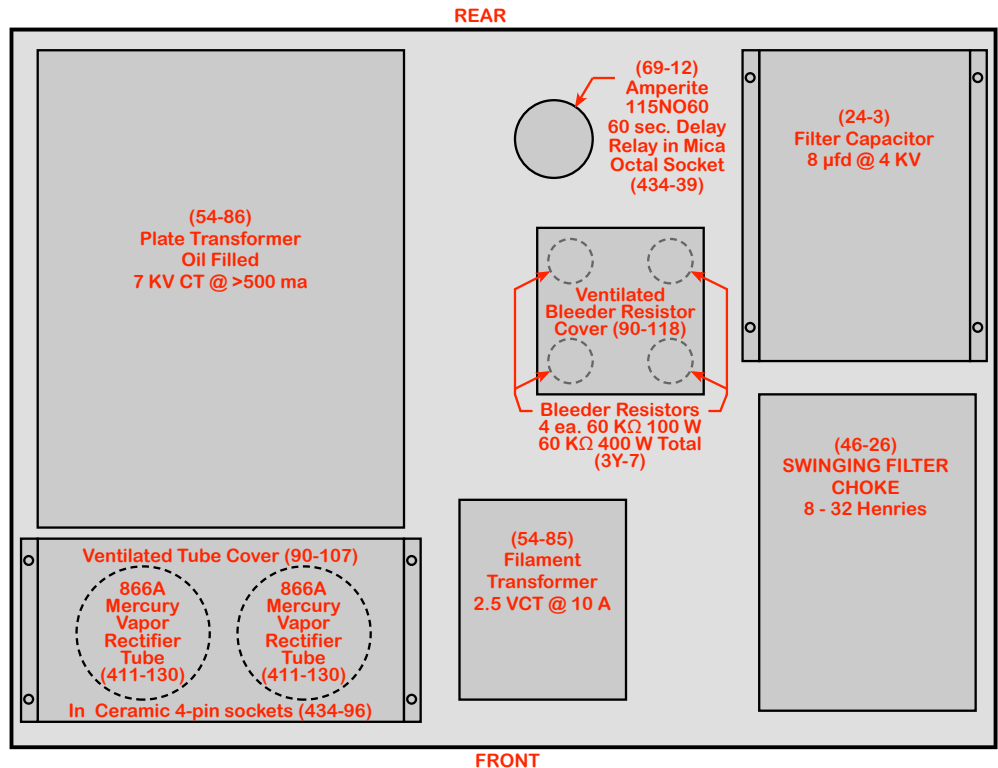 REAR
(54-86)
Plate Transformer
Oil Filled
7 KV CT @ >500 ma
(69-12)
Amperite
115NO60
60 sec. Delay
Relay in Mica
Octal Socket
(434-39)
(24-3)
Filter Capacitor
8 µfd @ 4 KV
Ventilated
Bleeder Resistor
Cover (90-118)
Bleeder Resistors
4 ea. 60 KΩ 100 W
60 KΩ 400 W Total
(3Y-7)
(46-26)
SWINGING FILTER
CHOKE
8 - 32 Henries
(54-85)
Filament
Transformer
2.5 VCT @ 10 A
Ventilated Tube Cover (90-107)
866A
Mercury
Vapor
Rectifier
Tube
(411-130)
866A
Mercury
Vapor
Rectifier
Tube
(411-130)
In Ceramic 4-pin sockets (434-96)
FRONT